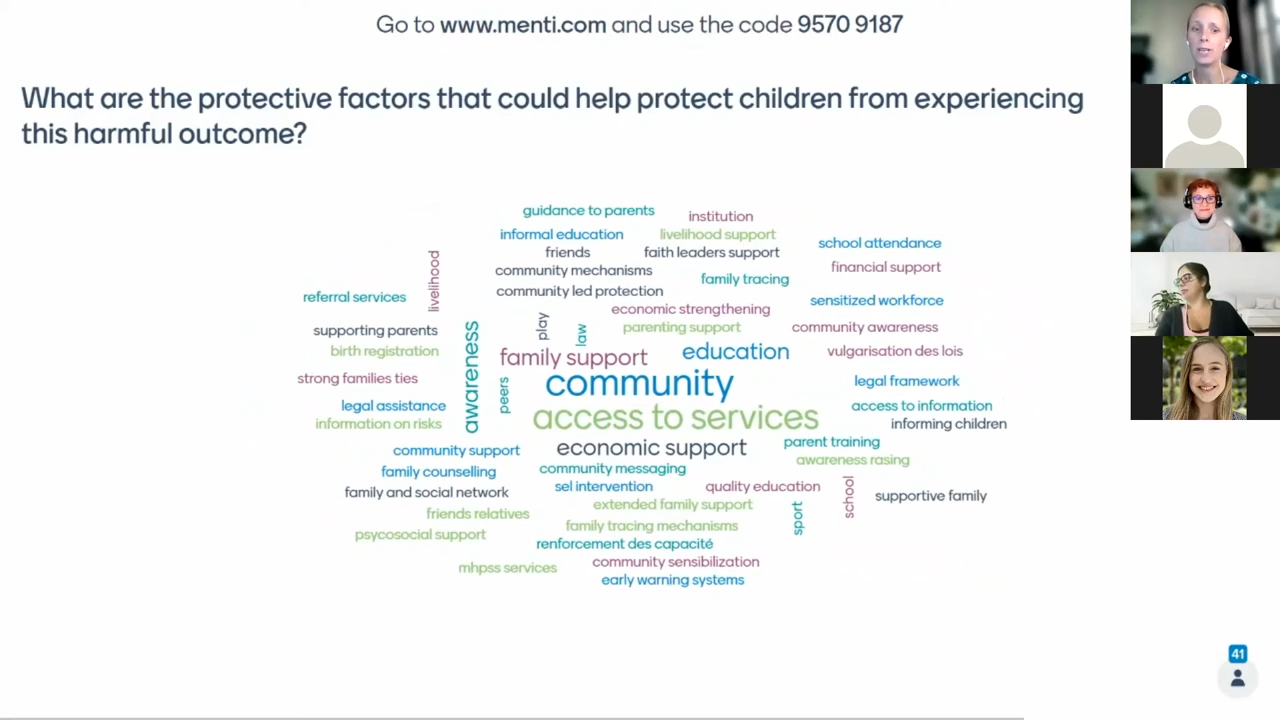 Go to www.menti.com and use the code 9570 9187
What are the protective factors that could help protect children from experiencing
this harmful outcome?
guidance to parents
institution
informal education
livelihood support
school attendance
friends
faith leaders support
livelihood
community mechanisms
family tracing
financial support
referral services
community led protection
sensitized workforce
economic strengthening
supporting parents
play
law
parenting support
community awareness
birth registration
awareness
family support
education
vulgarisation des lois
strong families ties
peers
community
legal framework
legal assistance
access to services
access to information
information on risks
informing children
community support
economic support
parent training
awareness rasing
family counselling
community messaging
family and social network
sel intervention
quality education
school
supportive family
friends relatives
extended family support
sport
psycosocial support
family tracing mechanisms
renforcement des capacité
mhpss services
community sensibilization
early warning systems
41